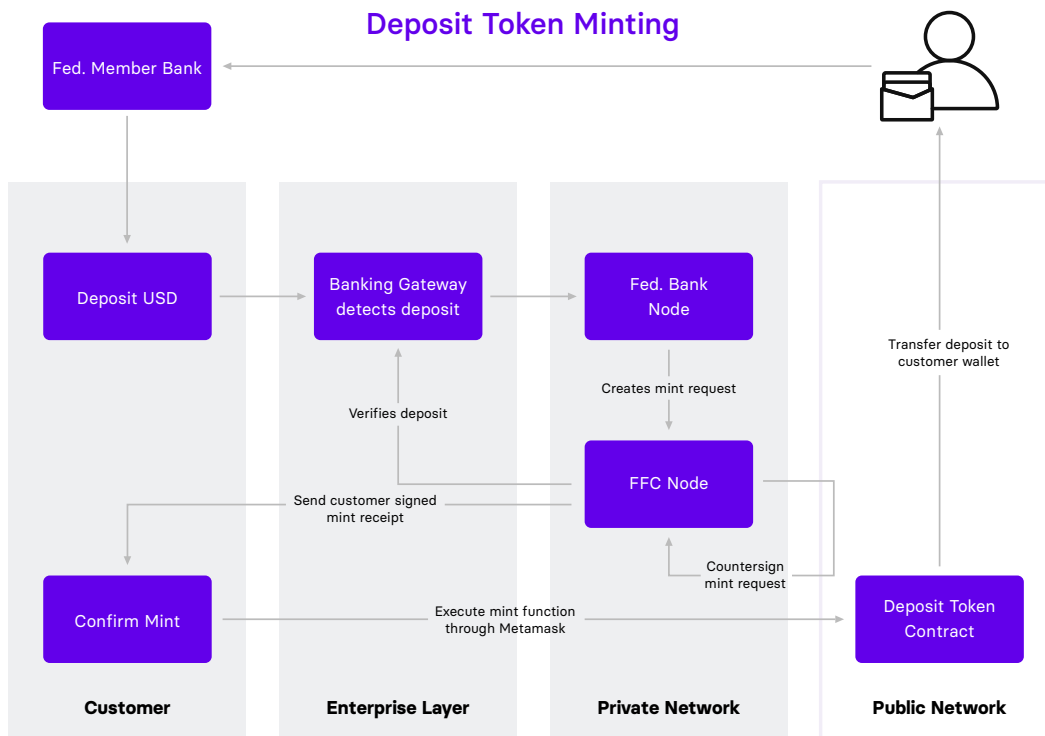 Deposit Token Minting
Fed. Member Bank
Deposit USD
Banking Gateway
detects deposit
Fed. Bank
Node
Transfer deposit to
customer wallet
Creates mint request
Verifies deposit
FFC Node
Send customer signed
mint receipt
Countersign
mint request
Confirm Mint
Execute mint function
through Metamask
Deposit Token
Contract
Customer
Enterprise Layer
Private Network
Public Network